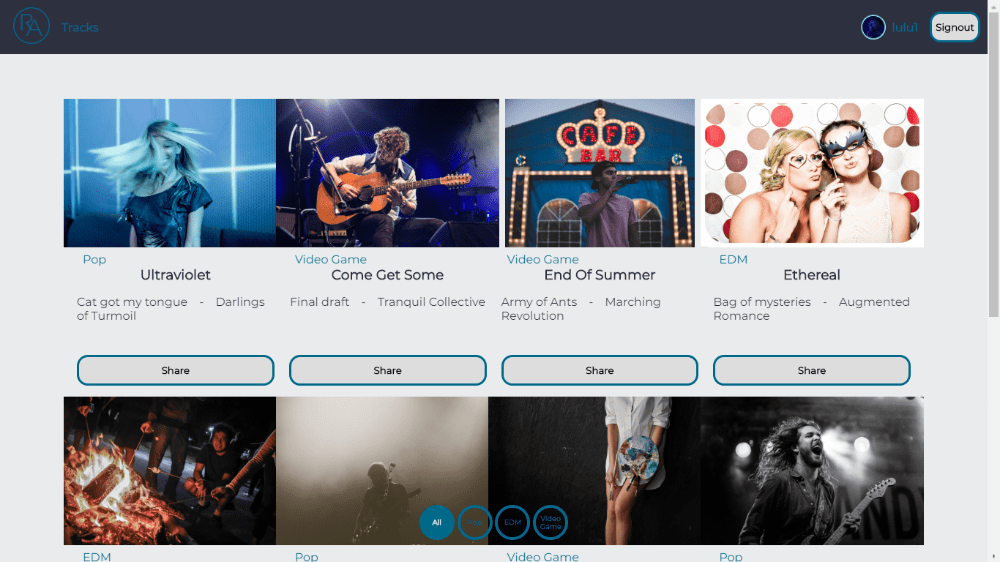 RA
Tracks
lulu1
Signout
CAFE
BAR
Pop
Video Game
Video Game
EDM
Ultraviolet
Come Get Some
End Of Summer
Ethereal
Cat got my tongue - Darlings
of Turmoil
Final draft - Tranquil Collective
Army of Ants - Marching
Revolution
Bag of mysteries - Augmented
Romance
Share
Share
Share
Share
All
Pop
EDM
Video
Game
EDM
Pop
Video Game
Pop